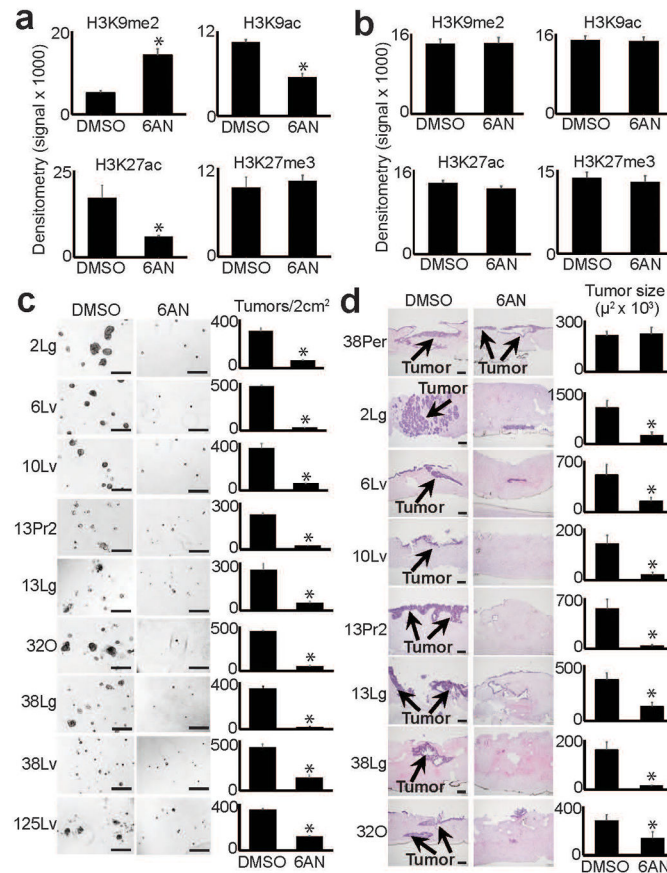 a
b
Densitometry (signal x 1000)
H3K9me2
20
*
0
DMSO 6AN
H3K9ac
12
*
0
DMSO 6AN
H3K27ac
25
*
0
DMSO 6AN
H3K27me3
12
0
DMSO 6AN
Densitometry (signal x 1000)
H3K9me2
16
0
DMSO 6AN
H3K9ac
16
0
DMSO 6AN
H3K27ac
16
0
DMSO 6AN
H3K27me3
16
0
DMSO 6AN
c
DMSO 6AN Tumors/2cm²
2Lg
400
*
0
6Lv
500
*
0
10Lv
400
*
0
13Pr2
300
*
0
13Lg
300
*
0
32O
500
*
0
38Lg
400
*
0
38Lv
500
*
0
125Lv
400
*
0
DMSO 6AN
d
DMSO 6AN Tumor size
(μ² x 10³)
38Per
Tumor Tumor
300
0
2Lg
Tumor
1500
*
0
6Lv
Tumor
700
*
0
10Lv
Tumor
200
*
0
13Pr2
Tumor
700
*
0
13Lg
Tumor
500
*
0
38Lg
Tumor
200
*
0
32O
Tumor
400
*
0
DMSO 6AN